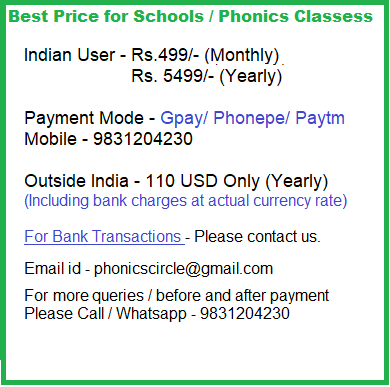 Best Price for Schools / Phonics Classess
Indian User - Rs.499/- (Monthly)
Rs. 5499/- (Yearly)
Payment Mode - Gpay/ Phonepe/ Paytm
Mobile - 9831204230
Outside India - 110 USD Only (Yearly)
(Including bank charges at actual currency rate)
For Bank Transactions - Please contact us.
Email id - phonicscircle@gmail.com
For more queries / before and after payment
Please Call / Whatsapp - 9831204230